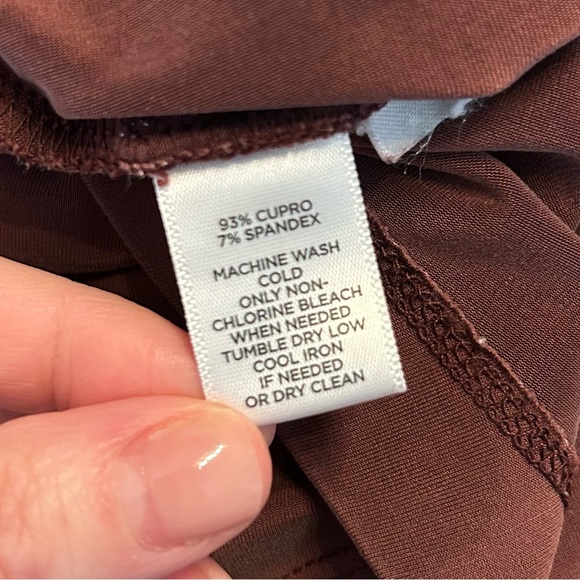 93% CUPRO
7% SPANDEX
MACHINE WASH
COLD
ONLY NON-
CHLORINE BLEACH
WHEN NEEDED
TUMBLE DRY LOW
COOL IRON
IF NEEDED
OR DRY CLEAN